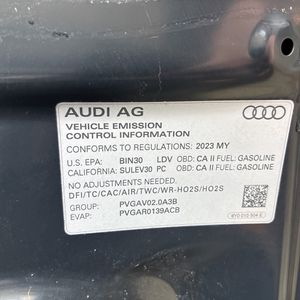 AUDI AG
VEHICLE EMISSION
CONTROL INFORMATION
CONFORMS TO REGULATIONS: 2023 MY
U.S. EPA: BIN30 LDV OBD: CA II FUEL: GASOLINE
CALIFORNIA: SULEV30 PC OBD: CA II FUEL: GASOLINE
NO ADJUSTMENTS NEEDED.
DFI/TC/CAC/AIR/TWC/WR-HO2S/HO2S
GROUP: PVGAV02.0A3B
EVAP: PVGAR0139ACB